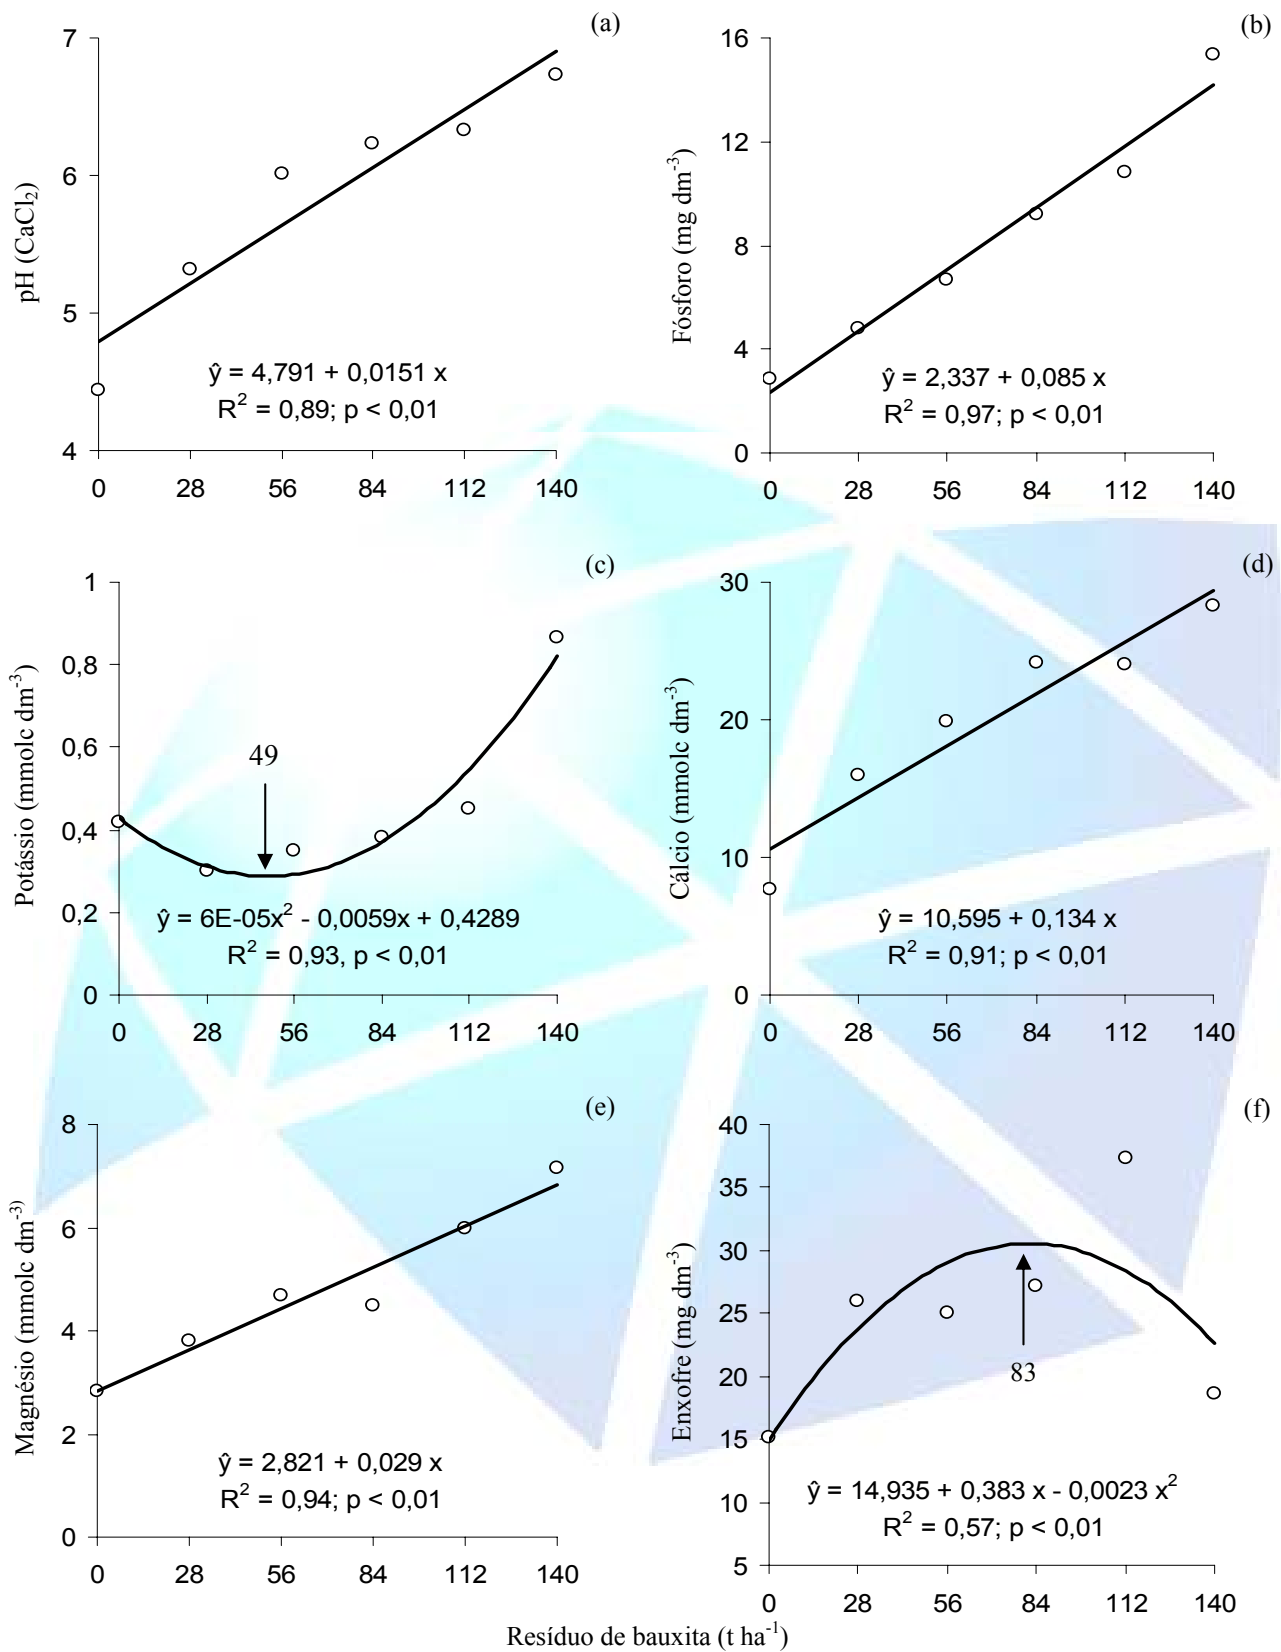 (a)
7
6
5
4
pH (CaCl₂)
ŷ = 4,791 + 0,0151 x
R² = 0,89; p < 0,01
0 28 56 84 112 140
(b)
16
12
8
4
0
Fósforo (mg dm⁻³)
ŷ = 2,337 + 0,085 x
R² = 0,97; p < 0,01
0 28 56 84 112 140
(c)
1
0,8
0,6
0,4
0,2
0
Potássio (mmolc dm⁻³)
49
ŷ = 6E-05x² - 0,0059x + 0,4289
R² = 0,93, p < 0,01
0 28 56 84 112 140
(d)
30
20
10
0
Cálcio (mmolc dm⁻³)
ŷ = 10,595 + 0,134 x
R² = 0,91; p < 0,01
0 28 56 84 112 140
(e)
8
6
4
2
0
Magnésio (mmolc dm⁻³⁾
ŷ = 2,821 + 0,029 x
R² = 0,94; p < 0,01
0 28 56 84 112 140
(f)
40
35
30
25
20
15
10
5
Enxofre (mg dm⁻³)
83
ŷ = 14,935 + 0,383 x - 0,0023 x²
R² = 0,57; p < 0,01
0 28 56 84 112 140
Resíduo de bauxita (t ha⁻¹)